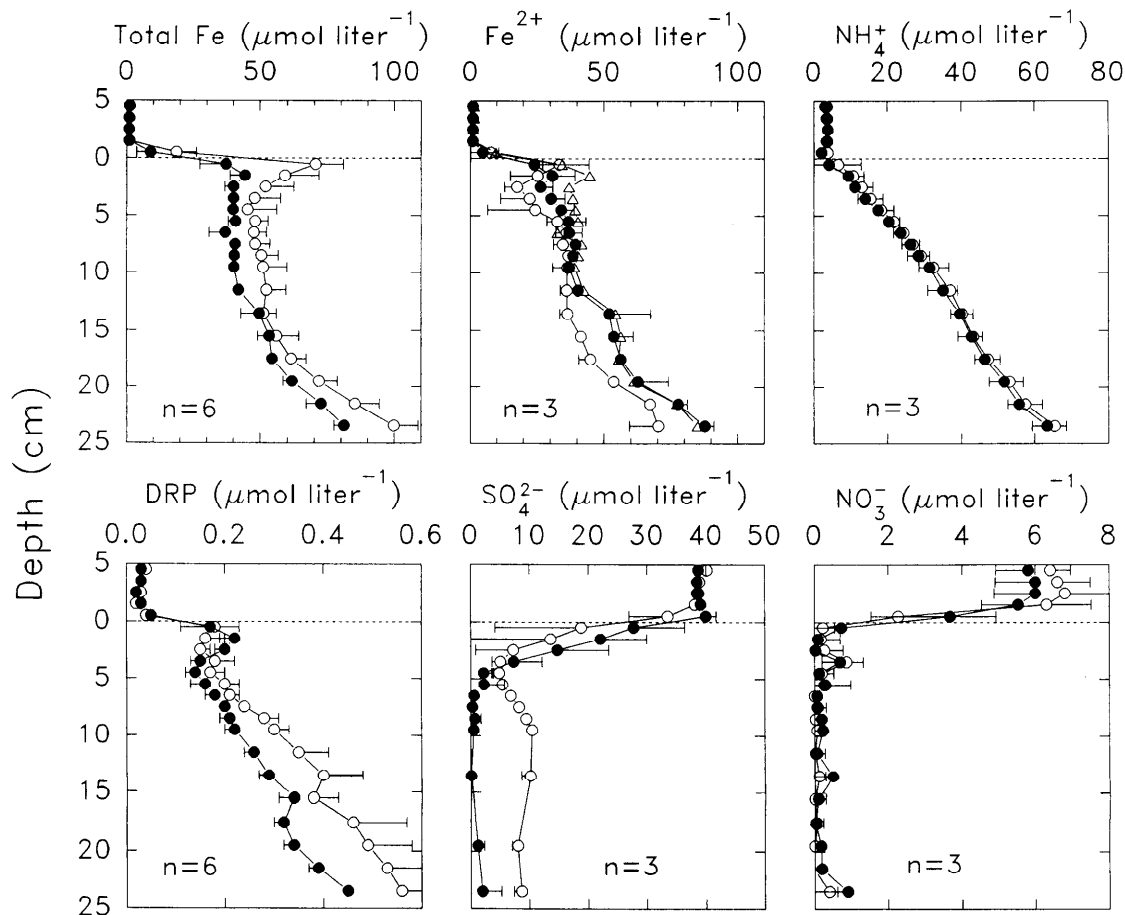 Total Fe (μmol liter⁻¹) Fe²⁺ (μmol liter⁻¹) NH₄⁺ (μmol liter⁻¹)
0 50 100 0 50 100 0 20 40 60 80
5
0
5
10
15
20
25
n=6 n=3 n=3
Depth (cm)
DRP (μmol liter⁻¹) SO₄²⁻ (μmol liter⁻¹) NO₃⁻ (μmol liter⁻¹)
0.0 0.2 0.4 0.6 0 10 20 30 40 50 0 2 4 6 8
5
0
5
10
15
20
25
n=6 n=3 n=3